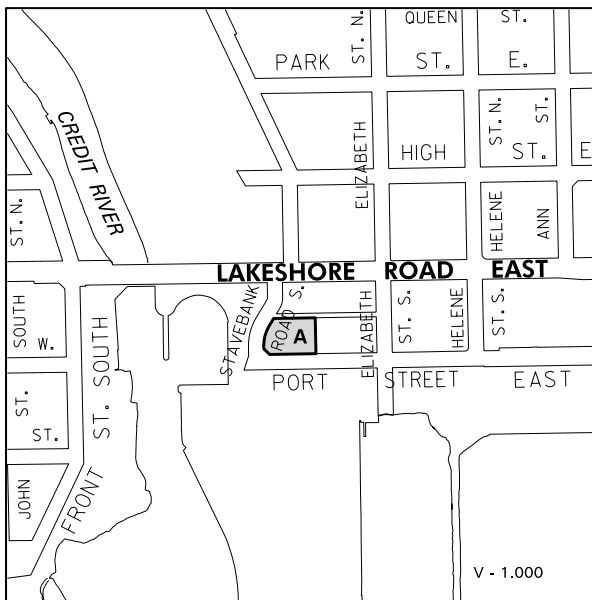 QUEEN ST.
PARK ST. N. ST. E.
CREDIT RIVER
ELIZABETH
HIGH ST. E
ST. N. ST.
HELENE ANN
ST. N.
LAKESHORE ROAD EAST
STAVEBANK ROAD S.
A
ELIZABETH ST. S.
HELENE ST. S.
SOUTH W.
ST. SOUTH
PORT STREET EAST
ST.
ST.
JOHN
FRONT
V - 1.000